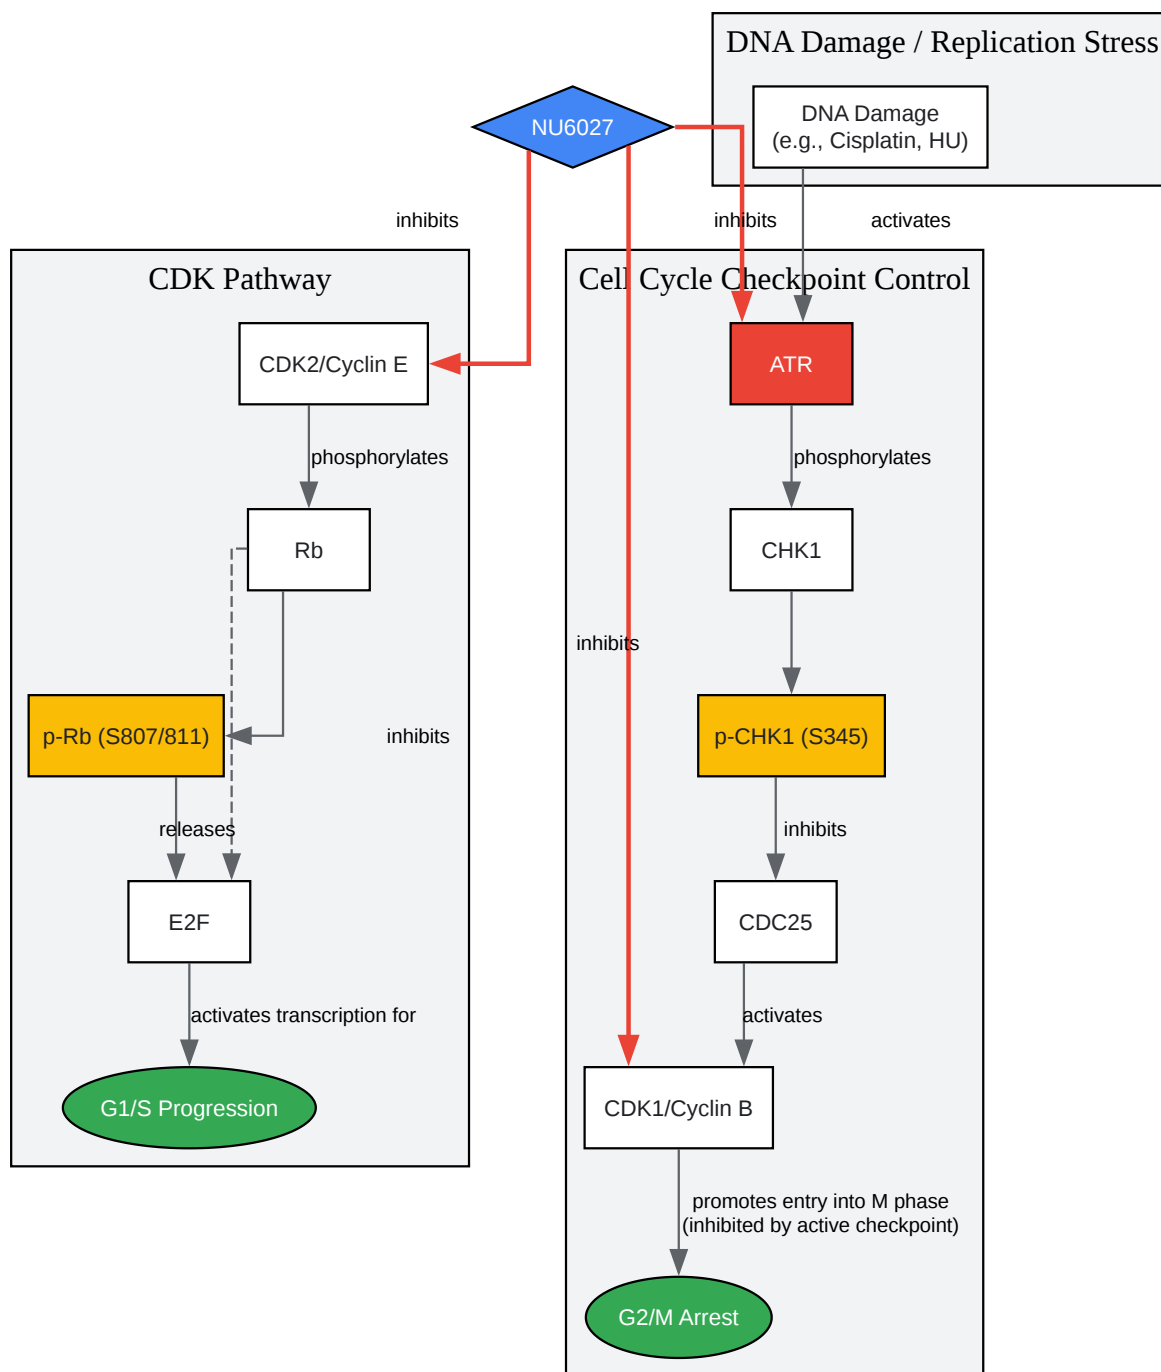 DNA Damage / Replication Stress
DNA Damage
(e.g., Cisplatin, HU)
NU6027
inhibits
inhibits
activates
CDK Pathway
CDK2/Cyclin E
phosphorylates
Rb
p-Rb (S807/811)
inhibits
releases
E2F
activates transcription for
G1/S Progression
Cell Cycle Checkpoint Control
ATR
phosphorylates
CHK1
inhibits
p-CHK1 (S345)
inhibits
CDC25
activates
CDK1/Cyclin B
promotes entry into M phase
(inhibited by active checkpoint)
G2/M Arrest